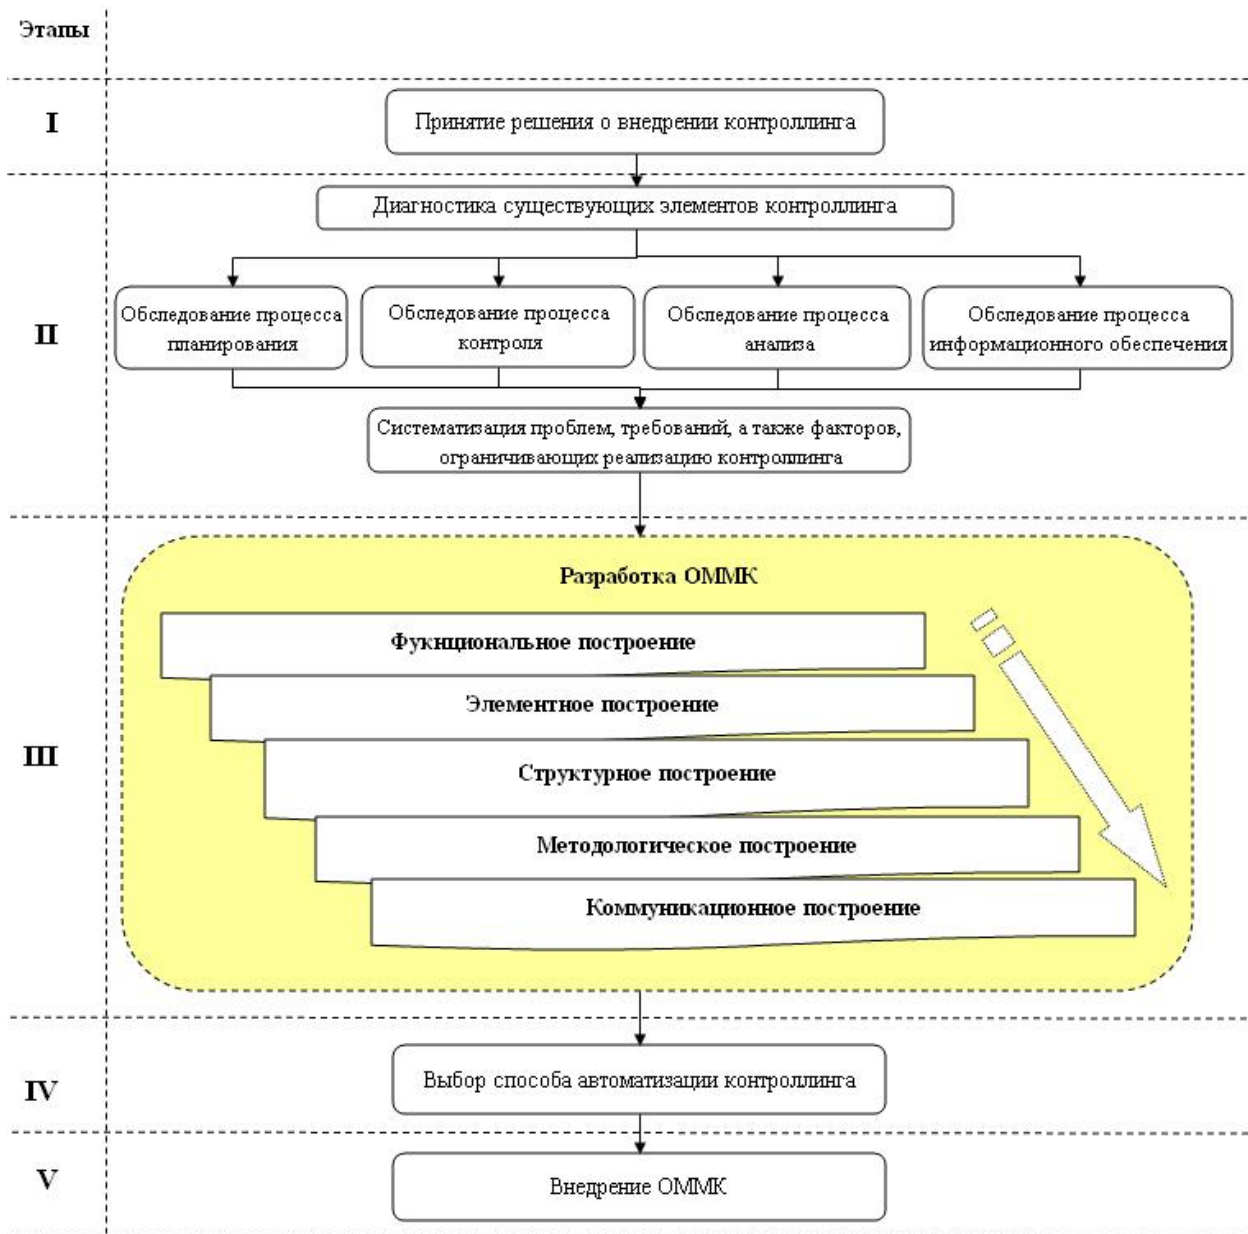 Этапы
I
Принятие решения о внедрении контроллинга
Диагностика существующих элементов контроллинга
II
Обследование процесса
планирования
Обследование процесса
контроля
Обследование процесса
анализа
Обследование процесса
информационного обеспечения
Систематизация проблем, требований, а также факторов,
ограничивающих реализацию контроллинга
III
Разработка ОММК
Фукнциональное построение
Элементное построение
Структурное построение
Методологическое построение
Коммуникационное построение
IV
Выбор способа автоматизации контроллинга
V
Внедрение ОММК